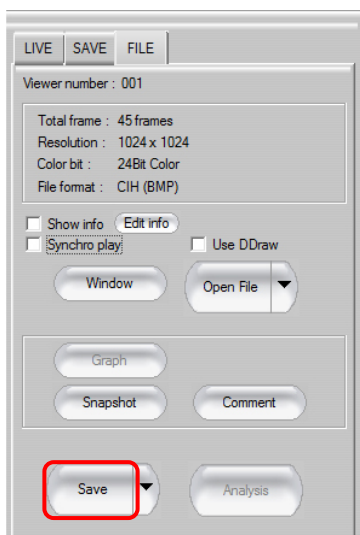 LIVE SAVE FILE
Viewer number : 001
Total frame : 45 frames
Resolution : 1024 x 1024
Color bit : 24Bit Color
File format : CIH (BMP)
Show info Edit info
Synchro play Use DDraw
Window Open File
Graph
Snapshot Comment
Save Analysis